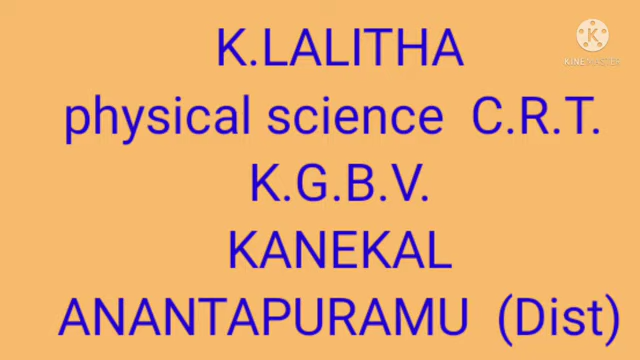 K.LALITHA
physical science C.R.T.
K.G.B.V.
KANEKAL
ANANTAPURAMU (Dist)
K
KINEMASTER